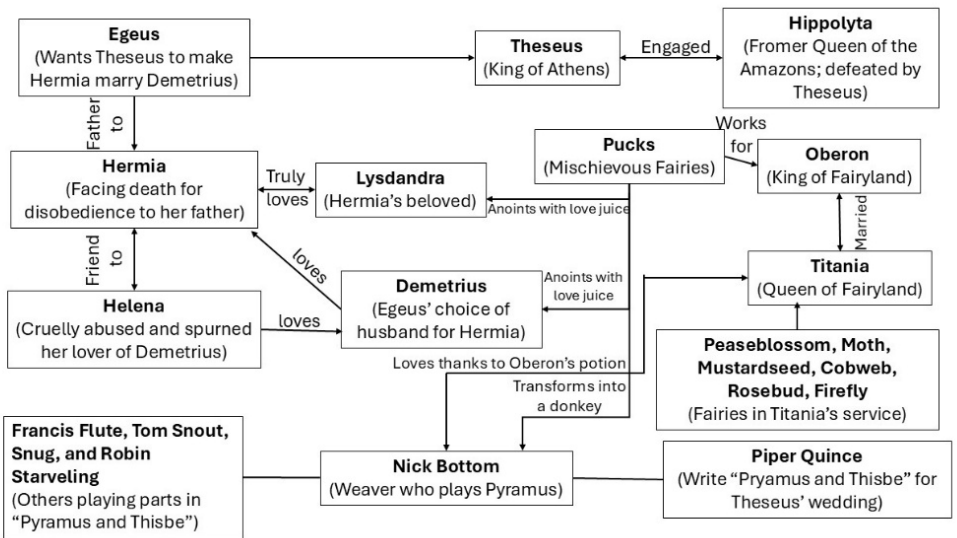 Egeus
(Wants Theseus to make
Hermia marry Demetrius)
Theseus
(King of Athens)
Engaged
Hippolyta
(Fromer Queen of the
Amazons; defeated by
Theseus)
Father
to
Pucks
(Mischievous Fairies)
Works
for
Oberon
(King of Fairyland)
Hermia
(Facing death for
disobedience to her
father)
Truly
loves
Lysdandra
(Hermia's beloved)
Anoints with love juice
Married
Friend
to
loves
Titania
(Queen of Fairyland)
Helena
(Cruelly abused and spurned
her lover of Demetrius)
loves
Demetrius
(Egeus' choice of
husband for Hermia)
Anoints with
love juice
Peaseblossom, Moth,
Mustardseed, Cobweb,
Rosebud, Firefly
(Fairies in Titania's service)
Loves thanks to Oberon's potion
Transforms into
a donkey
Francis Flute, Tom Snout,
Snug, and Robin
Starveling
(Others playing parts in
"Pyramus and Thisbe")
Nick Bottom
(Weaver who plays Pyramus)
Piper Quince
(Write "Pryamus and Thisbe" for
Theseus' wedding)